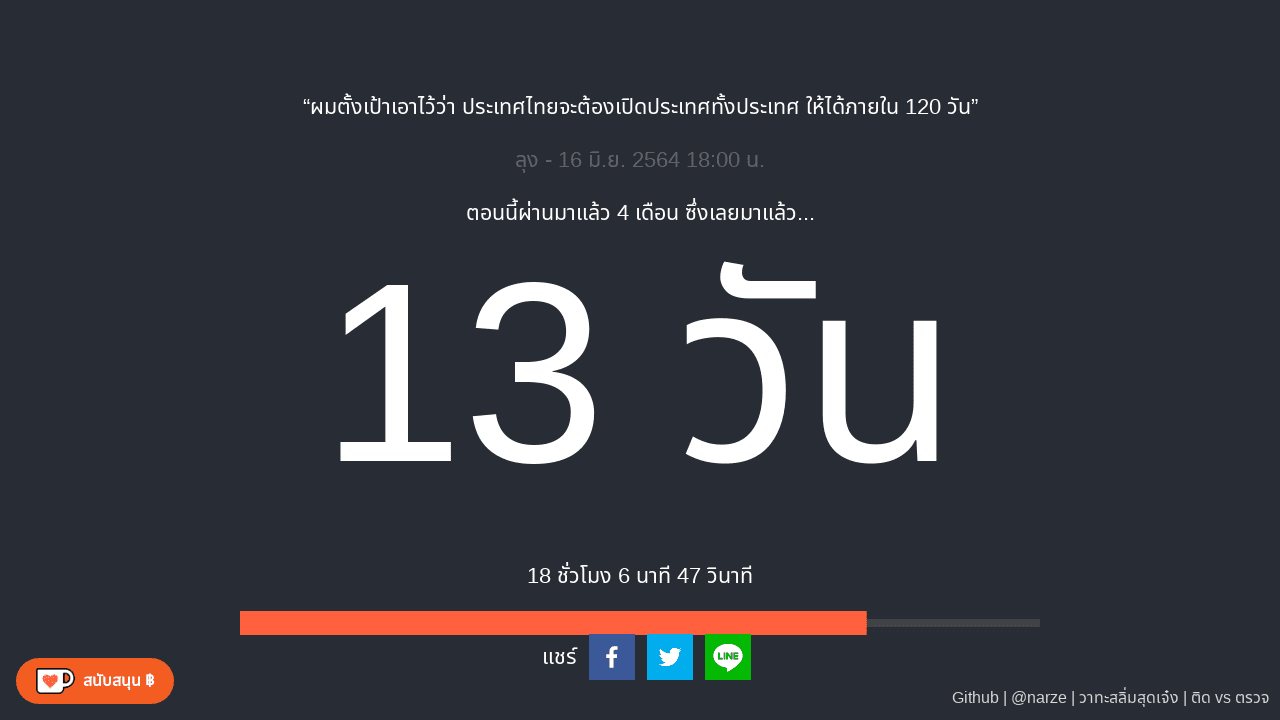 “ผมตั้งเป้าเอาไว้ว่า ประเทศไทยจะต้องเปิดประเทศทั้งประเทศ ให้ได้ภายใน 120 วัน”
ลุง - 16 มิ.ย. 2564 18:00 น.
ตอนนี้ผ่านมาแล้ว 4 เดือน ซึ่งเลยมาแล้ว...
13 วัน
18 ชั่วโมง 6 นาที 47 วินาที
แชร์
LINE
สนับสนุน ฿
Github | @narze | วาทะสลิ่มสุดเจ๋ง | ติด vs ตรวจ